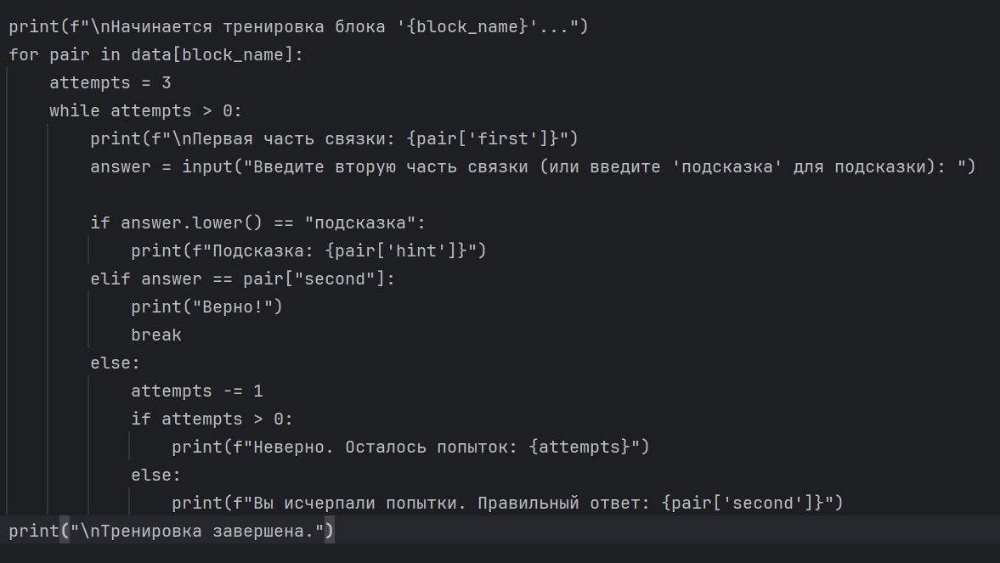 print(f"\nНачинается тренировка блока '{block_name}'...")
for pair in data[block_name]:
    attempts = 3
    while attempts > 0:
        print(f"\nПервая часть связки: {pair['first']}")
        answer = input("Введите вторую часть связки (или введите 'подсказка' для подсказки): ")

        if answer.lower() == "подсказка":
            print(f"Подсказка: {pair['hint']}")
        elif answer == pair["second"]:
            print("Верно!")
            break
        else:
            attempts -= 1
            if attempts > 0:
                print(f"Неверно. Осталось попыток: {attempts}")
            else:
                print(f"Вы исчерпали попытки. Правильный ответ: {pair['second']}")
print("\nТренировка завершена.")